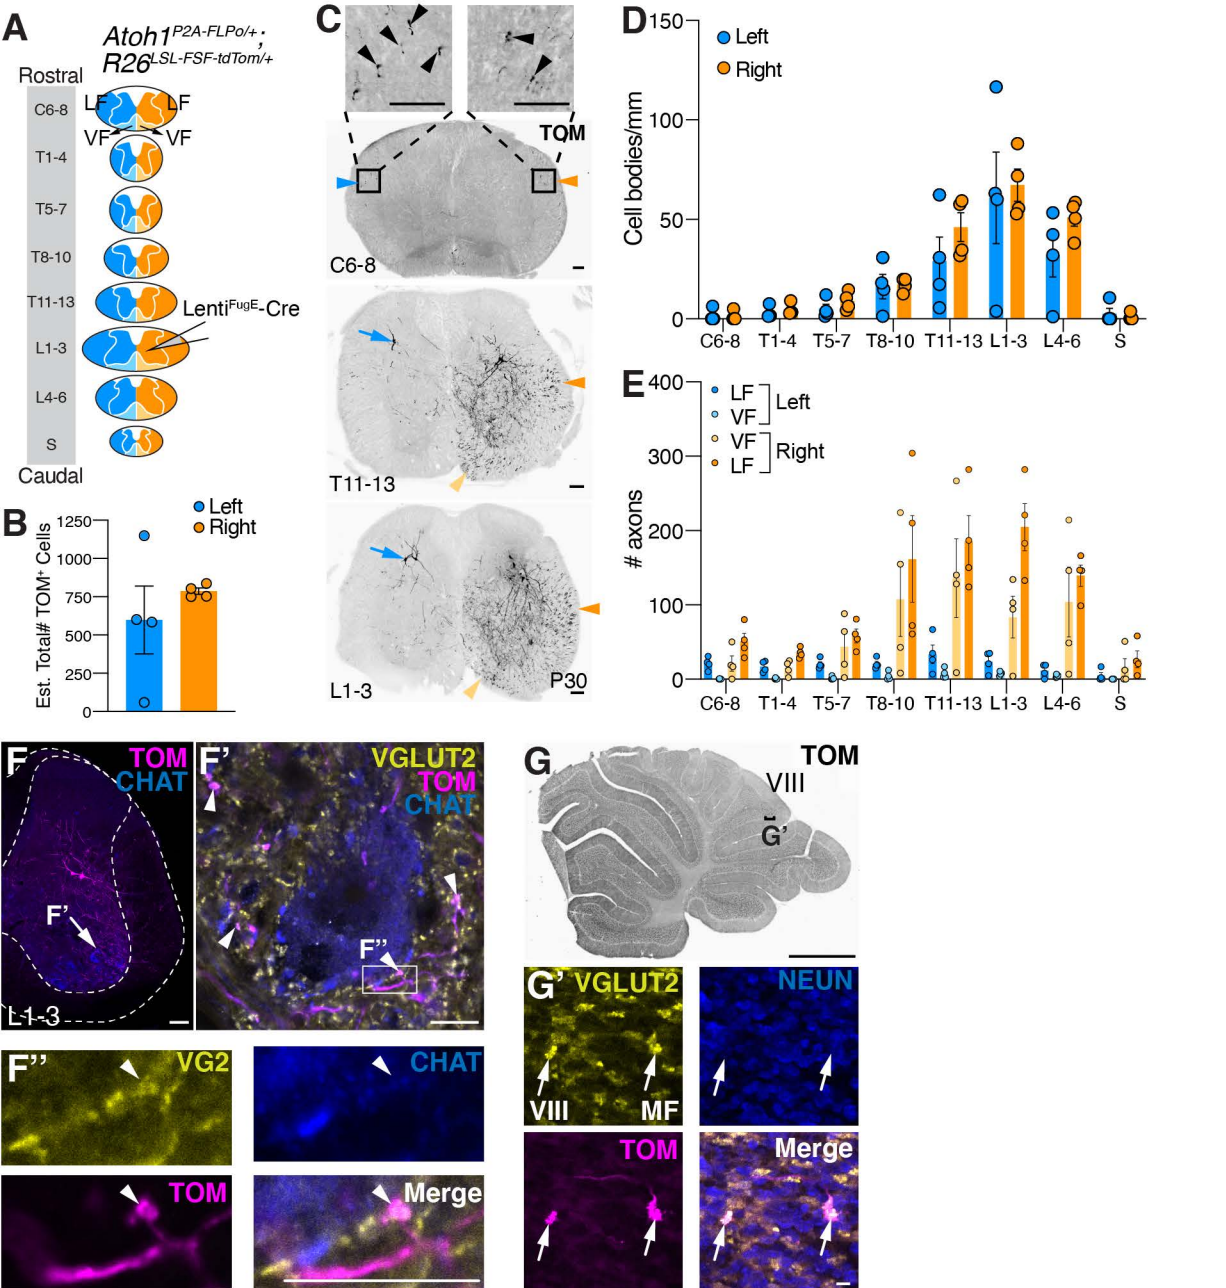 A
Atoh1P2A-FLPo/+;
R26LSL-FSF-tdTom/+
Rostral
C6-8
LF
LF
VF
VF
T1-4
T5-7
T8-10
T11-13
LentiFugE-Cre
L1-3
L4-6
S
Caudal
B
Left
Right
Est. Total# TOM+ Cells
1250
1000
750
500
250
0
C
TOM
C6-8
T11-13
L1-3
P30
D
Left
Right
Cell bodies/mm
150
100
50
0
C6-8 T1-4 T5-7 T8-10 T11-13 L1-3 L4-6 S
E
LF
VF
Left
VF
LF
Right
# axons
400
300
200
100
0
C6-8 T1-4 T5-7 T8-10 T11-13 L1-3 L4-6 S
F
TOM
CHAT
F’
L1-3
F’
VGLUT2
TOM
CHAT
F”
F”
VG2
CHAT
TOM
Merge
G
TOM
VIII
G’
G’
VGLUT2
VIII
MF
NEUN
TOM
Merge